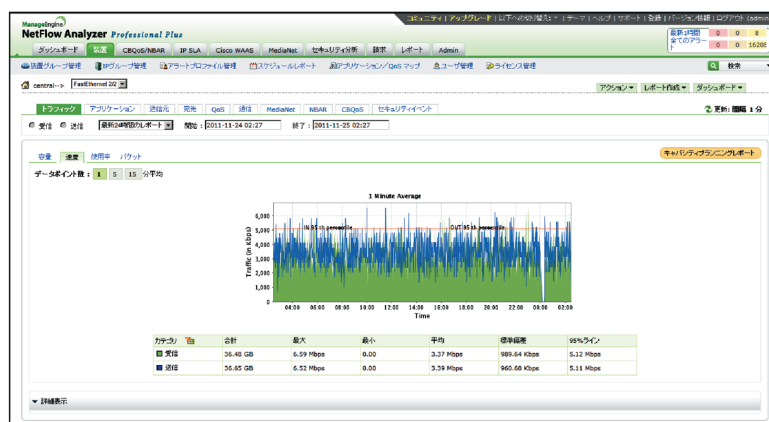 ManageEngine
NetFlow Analyzer Professional Plus
コミュニティ | アップグレード | 以下への切り替え: | テーマ | ヘルプ | サポート | 登録 | バージョン情報 | ログアウト (admin
最新1時間 0 0 8
全てのアラート 0 0 16208
ダッシュボード 装置 CBQoS/NBAR IP SLA Cisco WAAS MediaNet セキュリティ分析 請求 レポート Admin
装置グループ管理 IPグループ管理 アラートプロファイル管理 スケジュールレポート アプリケーション/QoS マップ ユーザ管理 ライセンス管理 検索
central--> FastEthernet 2/2
アクション レポート作成 ダッシュボード
トラフィック アプリケーション 送信元 宛先 QoS 通信 MediaNet NBAR CBQoS セキュリティイベント
更新: 間隔 1 分
受信 送信 最新24時間のレポート 開始 : 2011-11-24 02:27 終了 : 2011-11-25 02:27
容量 速度 使用率 パケット
キャパシティプランニングレポート
データポイント数 : 1 5 15 分平均
1 Minute Average
Traffic (in Kbps)
6,000
5,000
4,000
3,000
2,000
1,000
0
IN 95 th percentile OUT 95 th percentile
04:00 06:00 08:00 10:00 12:00 14:00 16:00 18:00 20:00 22:00 00:00 02:00
Time
カテゴリ 合計 最大 最小 平均 標準偏差 95%ライン
受信 36.48 GB 6.59 Mbps 0.00 3.37 Mbps 989.64 Kbps 5.12 Mbps
送信 36.65 GB 6.52 Mbps 0.00 3.39 Mbps 960.68 Kbps 5.11 Mbps
詳細表示